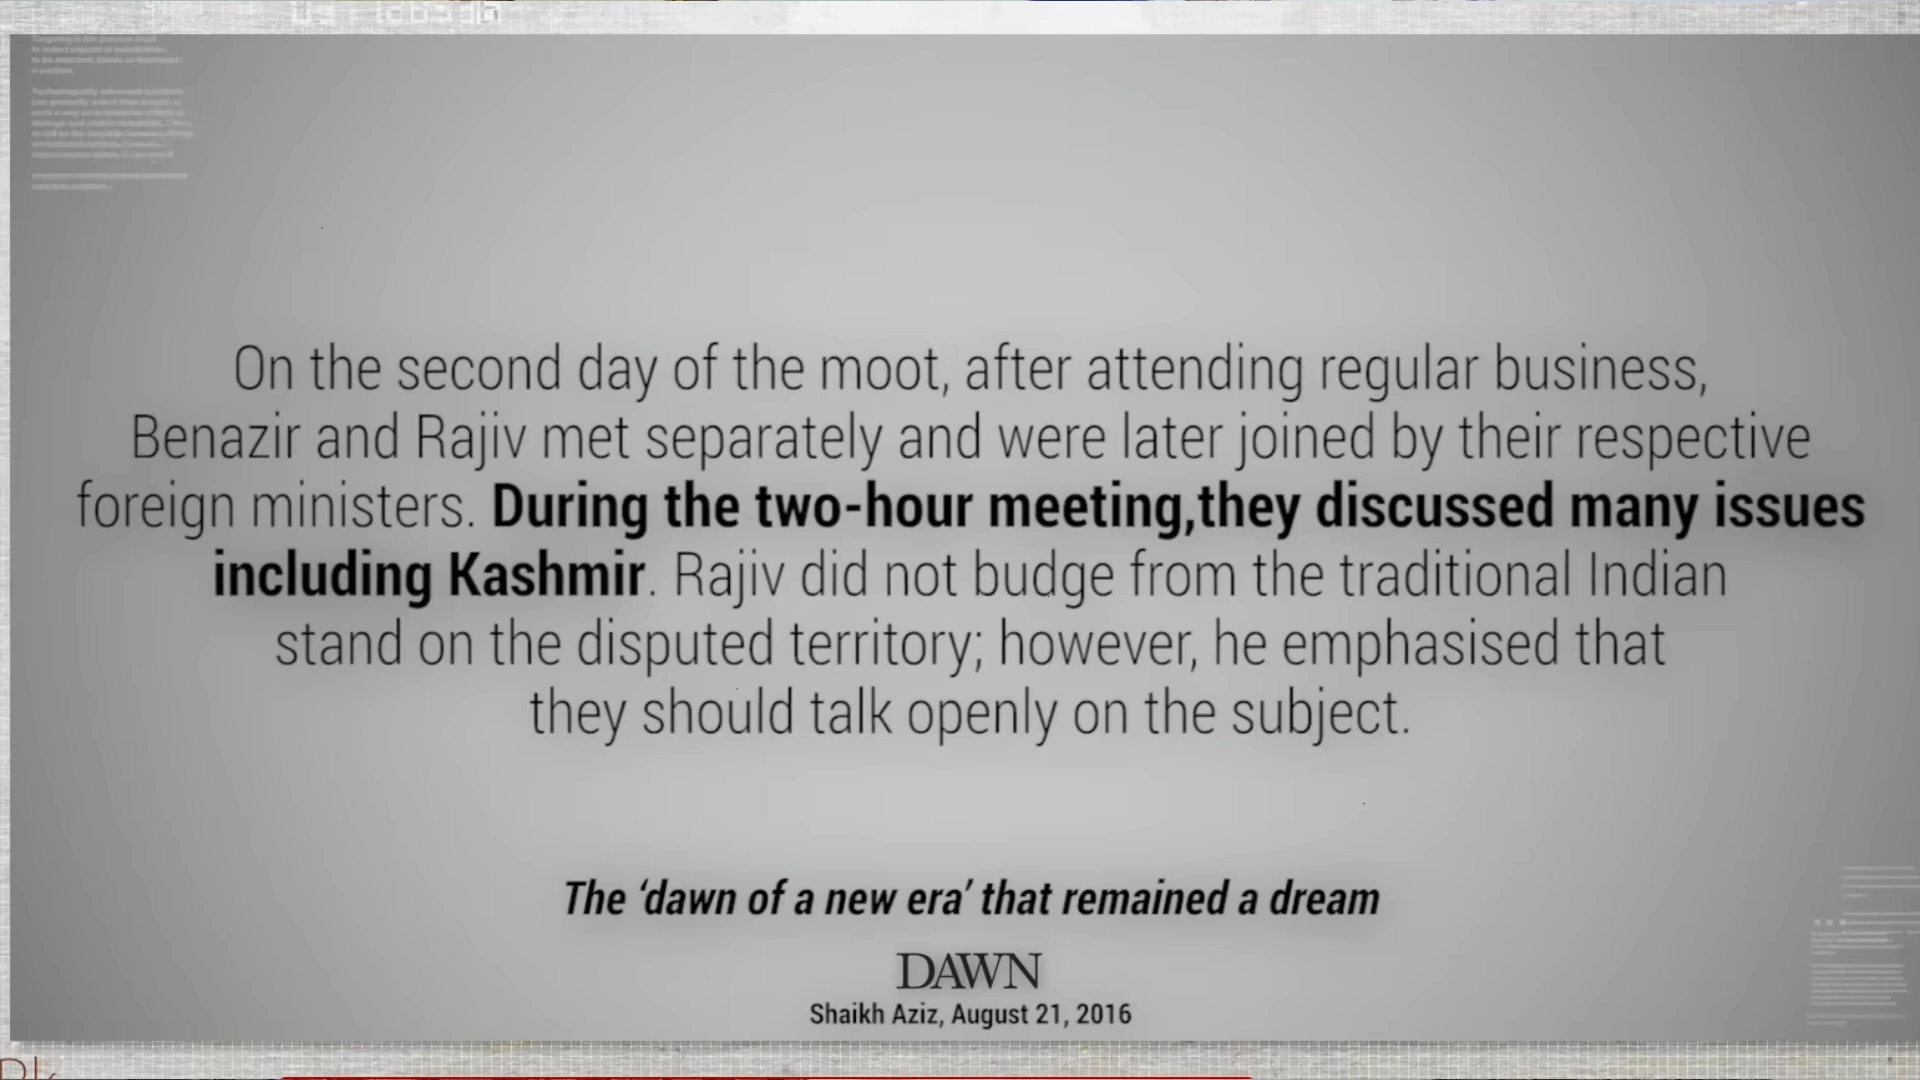 On the second day of the moot, after attending regular business,
Benazir and Rajiv met separately and were later joined by their respective
foreign ministers. During the two-hour meeting,they discussed many issues
including Kashmir. Rajiv did not budge from the traditional Indian
stand on the disputed territory; however, he emphasised that
they should talk openly on the subject.
The ‘dawn of a new era’ that remained a dream
DAWN
Shaikh Aziz, August 21, 2016